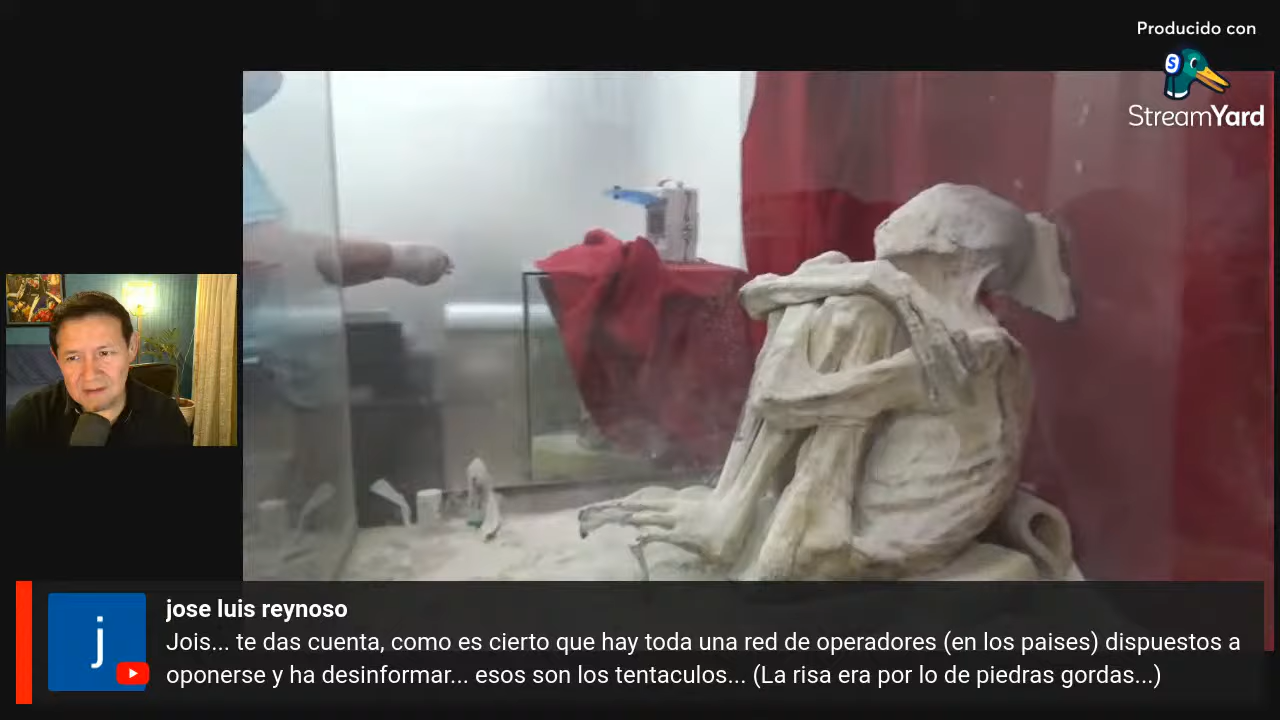 Producido con
StreamYard
S
jose luis reynoso
j
Jois... te das cuenta, como es cierto que hay toda una red de operadores (en los paises) dispuestos a
oponerse y ha desinformar... esos son los tentaculos... (La risa era por lo de piedras gordas...)